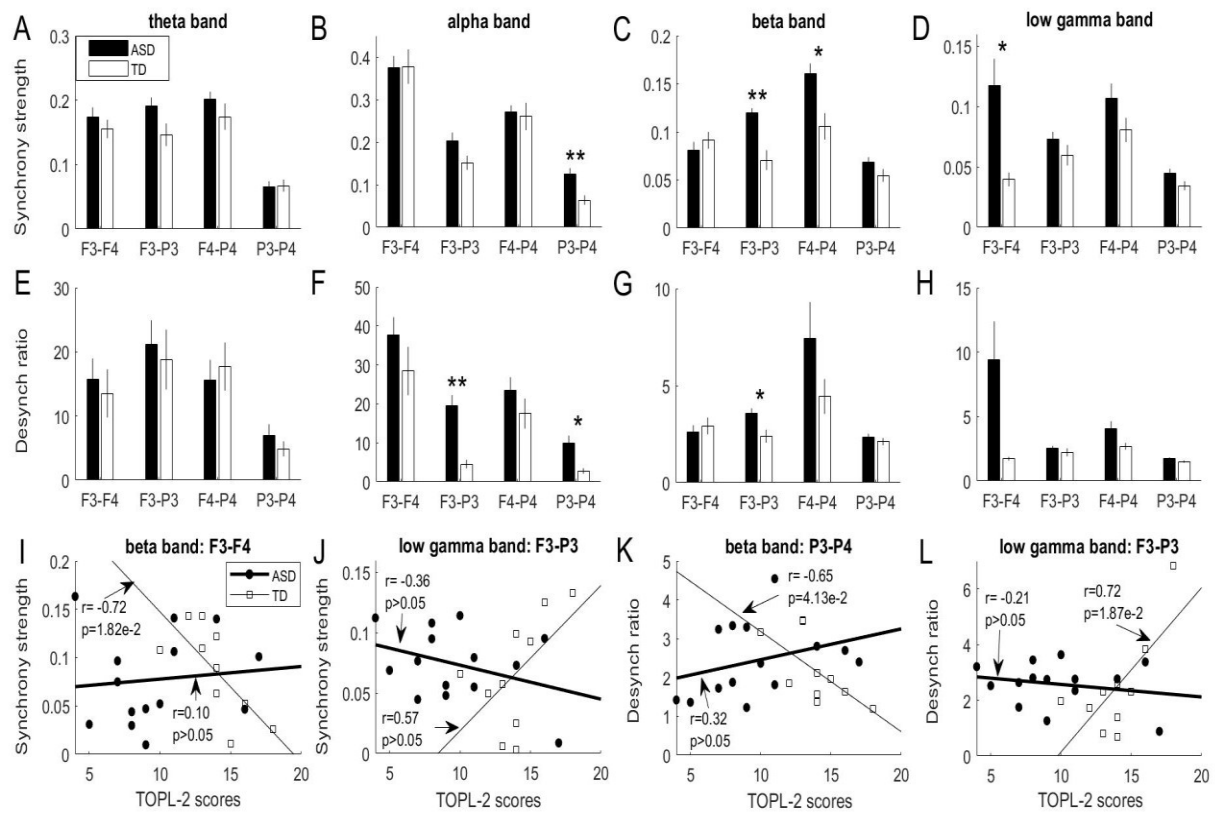 A theta band
B alpha band
C beta band
D low gamma band
Synchrony strength
0.3
0.2
0.1
0
ASD
TD
F3-F4 F3-P3 F4-P4 P3-P4
0.4
0.3
0.2
0.1
0
**
F3-F4 F3-P3 F4-P4 P3-P4
0.2
0.15
0.1
0.05
0
**
*
F3-F4 F3-P3 F4-P4 P3-P4
0.15
0.1
0.05
0
*
F3-F4 F3-P3 F4-P4 P3-P4
E
Desynch ratio
30
20
10
0
F3-F4 F3-P3 F4-P4 P3-P4
F
50
40
30
20
10
0
**
*
F3-F4 F3-P3 F4-P4 P3-P4
G
10
5
0
*
F3-F4 F3-P3 F4-P4 P3-P4
H
15
10
5
0
F3-F4 F3-P3 F4-P4 P3-P4
I beta band: F3-F4
Synchrony strength
0.2
0.15
0.1
0.05
0
ASD
TD
r= -0.72
p=1.82e-2
r=0.10
p>0.05
5 10 15 20
TOPL-2 scores
J low gamma band: F3-P3
Synchrony strength
0.15
0.1
0.05
0
r= -0.36
p>0.05
r=0.57
p>0.05
5 10 15 20
TOPL-2 scores
K beta band: P3-P4
Desynch ratio
5
4
3
2
1
0
r= -0.65
p=4.13e-2
r=0.32
p>0.05
5 10 15 20
TOPL-2 scores
L low gamma band: F3-P3
Desynch ratio
6
4
2
0
r= -0.21
p>0.05
r=0.72
p=1.87e-2
5 10 15 20
TOPL-2 scores